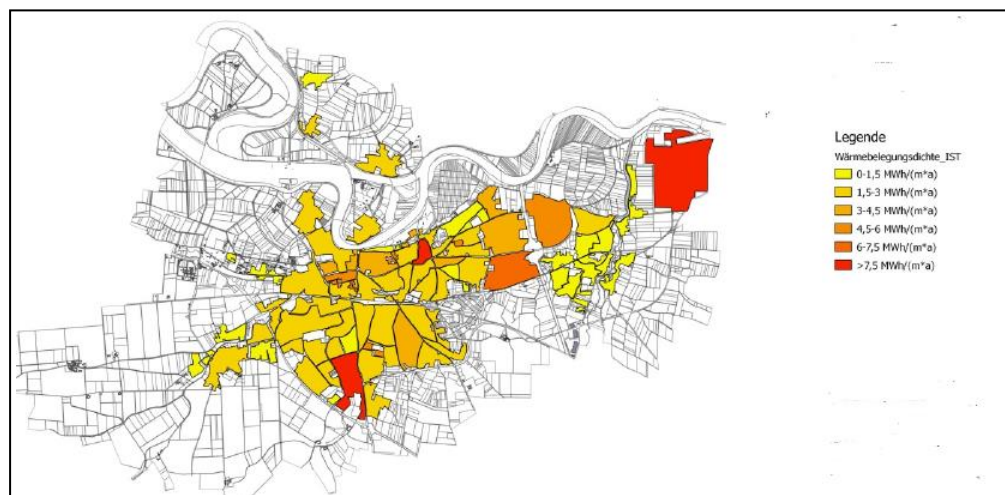 Legende
Wärmebelegungsdichte_IST
0-1,5 MWh/(m*a)
1,5-3 MWh/(m*a)
3-4,5 MWh/(m*a)
4,5-6 MWh/(m*a)
6-7,5 MWh/(m*a)
>7,5 MWh/(m*a)